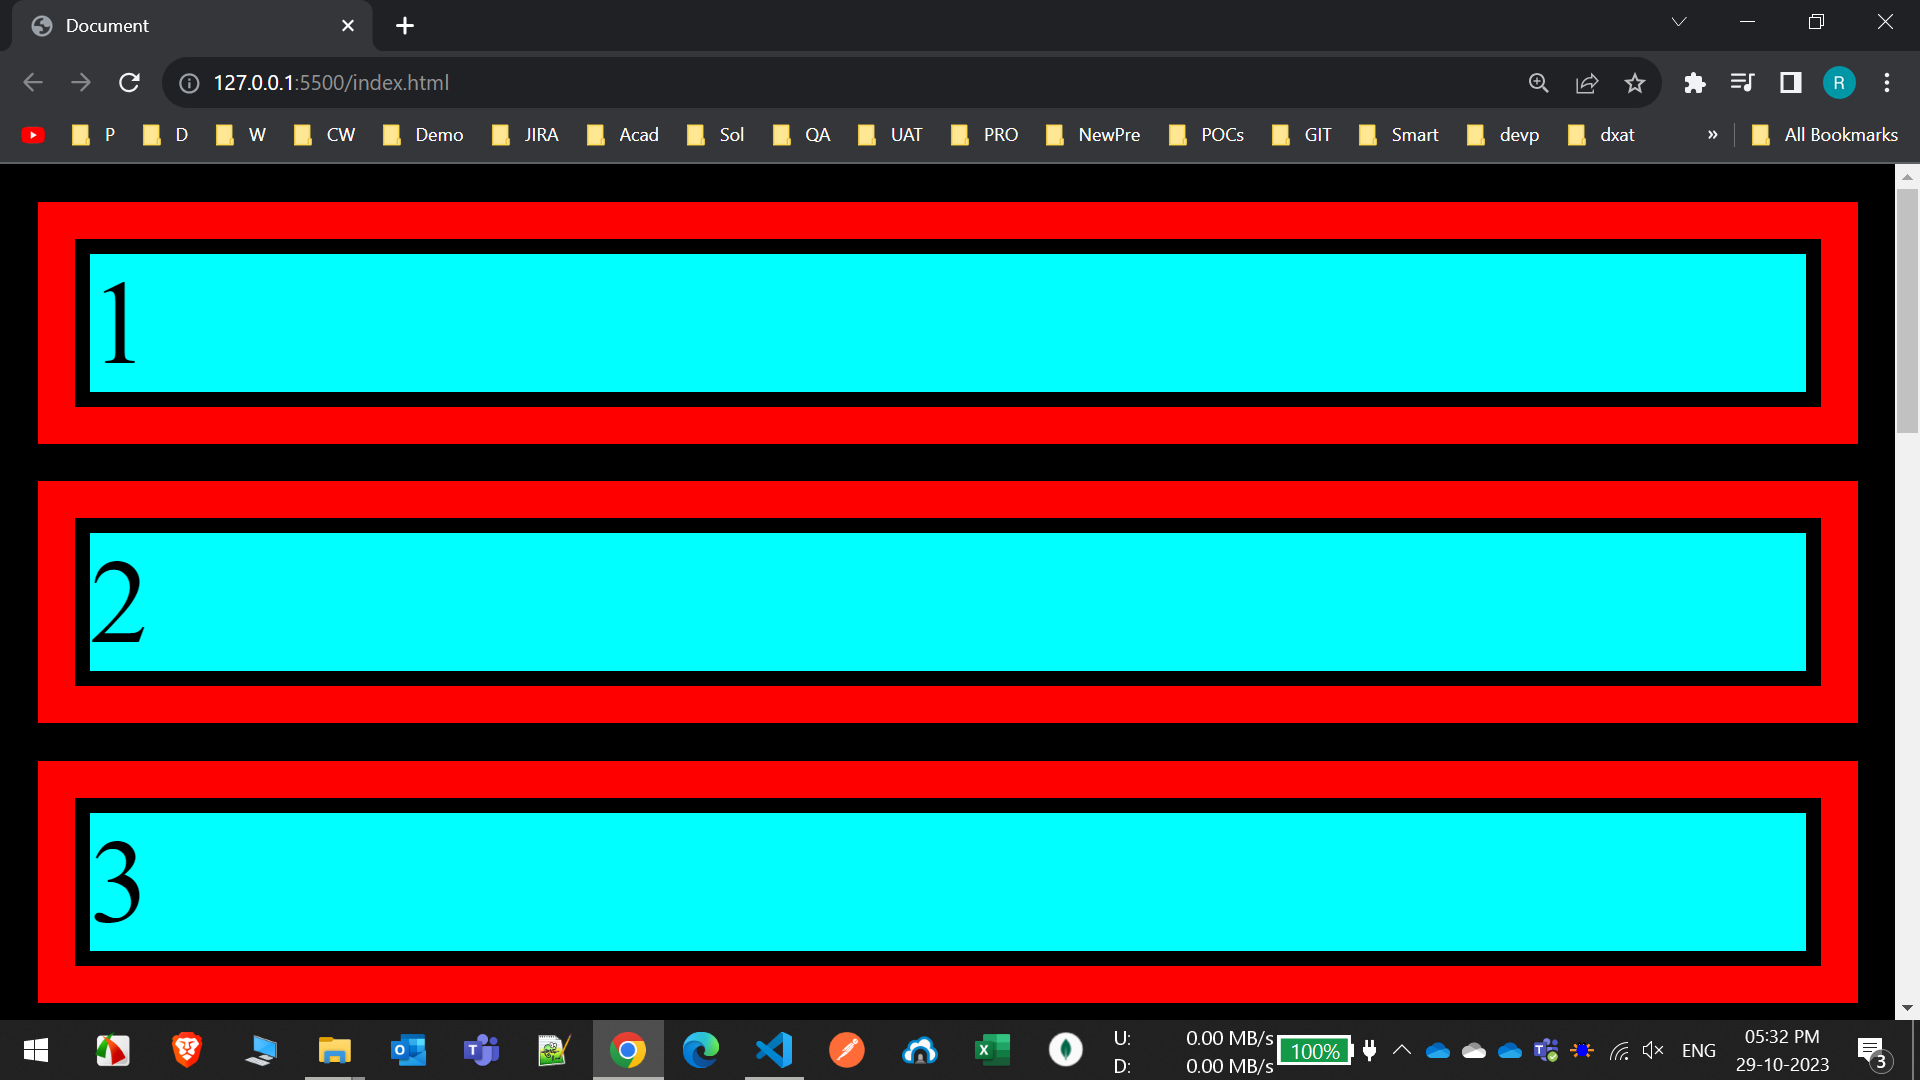 Document
127.0.0.1:5500/index.html
R
P D W CW Demo JIRA Acad Sol QA UAT PRO NewPre POCs GIT Smart devp dxat » All Bookmarks
1
2
3
U: 0.00 MB/s
D: 0.00 MB/s
100%
ENG
05:32 PM
29-10-2023
3